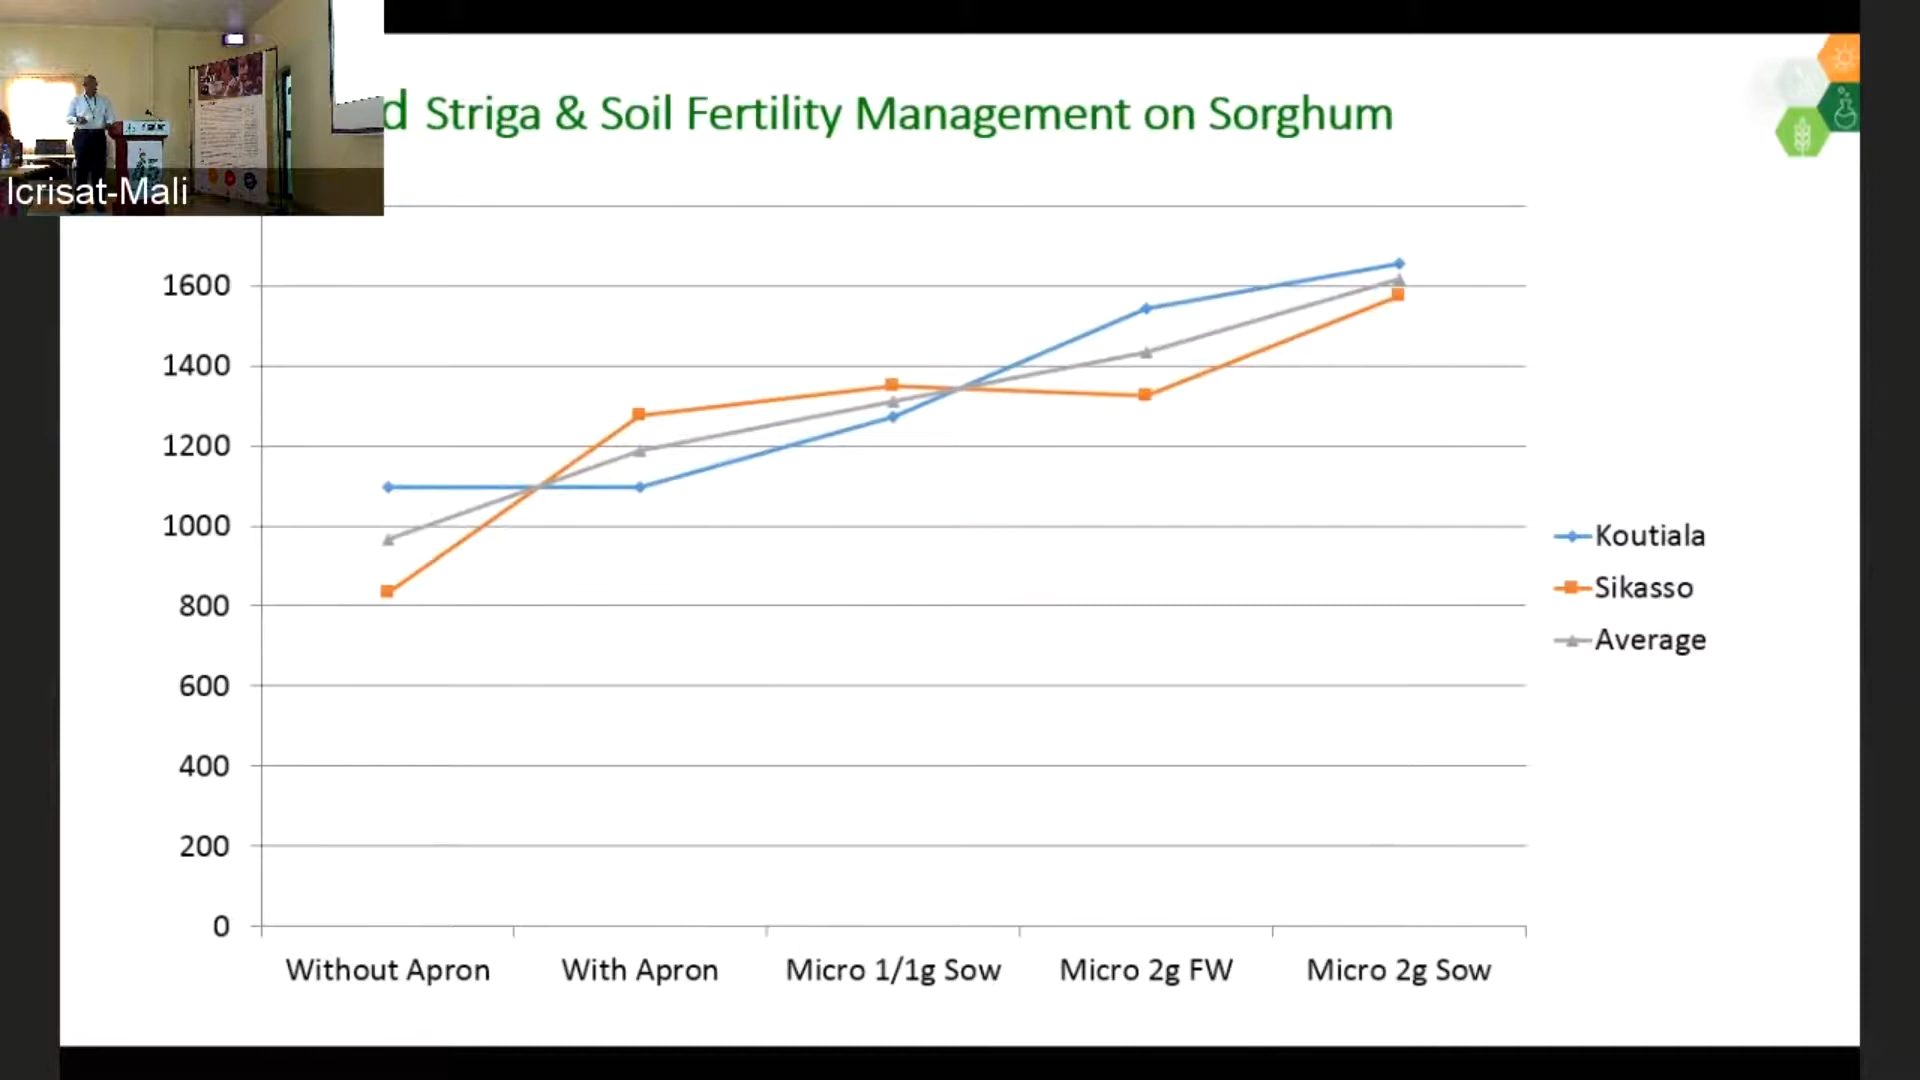 d Striga & Soil Fertility Management on Sorghum
Icrisat-Mali
1600
1400
1200
1000
800
600
400
200
0
Without Apron
With Apron
Micro 1/1g Sow
Micro 2g FW
Micro 2g Sow
Koutiala
Sikasso
Average